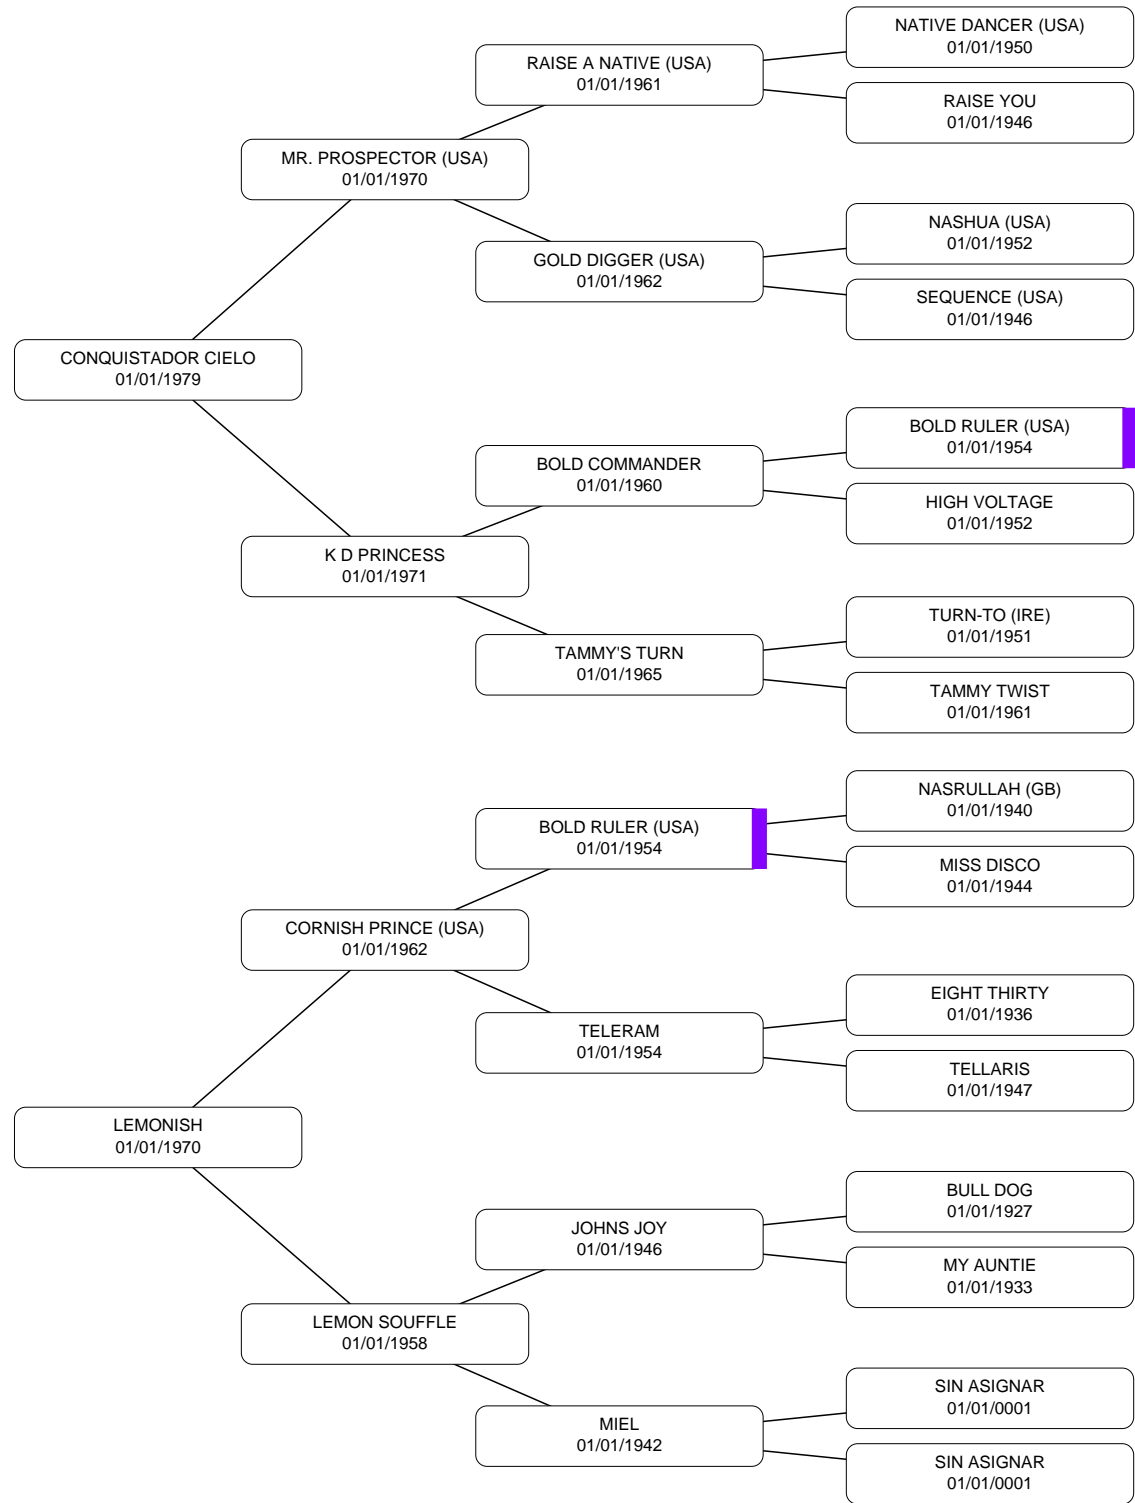 NATIVE DANCER (USA)
01/01/1950
RAISE A NATIVE (USA)
01/01/1961
RAISE YOU
01/01/1946
MR. PROSPECTOR (USA)
01/01/1970
NASHUA (USA)
01/01/1952
GOLD DIGGER (USA)
01/01/1962
SEQUENCE (USA)
01/01/1946
CONQUISTADOR CIELO
01/01/1979
BOLD RULER (USA)
01/01/1954
BOLD COMMANDER
01/01/1960
HIGH VOLTAGE
01/01/1952
K D PRINCESS
01/01/1971
TURN-TO (IRE)
01/01/1951
TAMMY'S TURN
01/01/1965
TAMMY TWIST
01/01/1961
NASRULLAH (GB)
01/01/1940
BOLD RULER (USA)
01/01/1954
MISS DISCO
01/01/1944
CORNISH PRINCE (USA)
01/01/1962
EIGHT THIRTY
01/01/1936
TELERAM
01/01/1954
TELLARIS
01/01/1947
LEMONISH
01/01/1970
BULL DOG
01/01/1927
JOHNS JOY
01/01/1946
MY AUNTIE
01/01/1933
LEMON SOUFFLE
01/01/1958
SIN ASIGNAR
01/01/0001
MIEL
01/01/1942
SIN ASIGNAR
01/01/0001